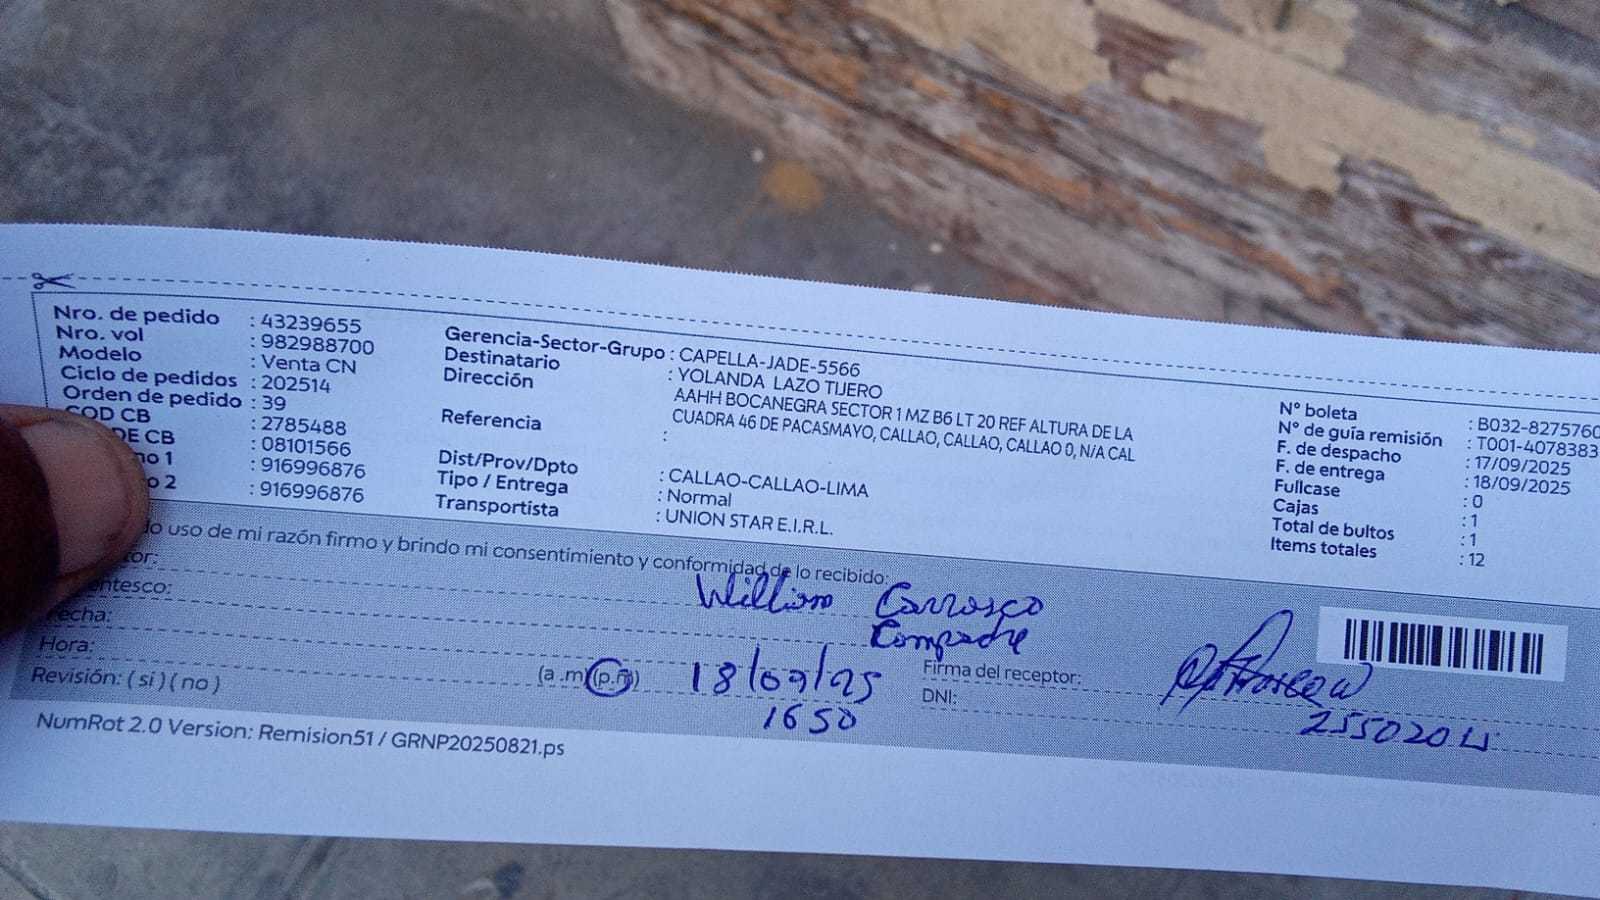 Nro. de pedido : 43239655
Nro. vol : 982988700
Modelo : Venta CN
Ciclo de pedidos : 202514
Orden de pedido : 39
COD CB : 2785488
DE CB : 08101566
no 1 : 916996876
o 2 : 916996876
Gerencia-Sector-Grupo : CAPELLA-JADE-5566
Destinatario : YOLANDA LAZO TIJERO
Dirección AAHH BOCANEGRA SECTOR 1 MZ B6 LT 20 REF ALTURA DE LA
CUADRA 46 DE PACASMAYO, CALLAO, CALLAO, CALLAO 0, N/A CAL
Referencia :
Dist/Prov/Dpto : CALLAO-CALLAO-LIMA
Tipo / Entrega : Normal
Transportista : UNION STAR E.I.R.L.
N° boleta : B032-8275760
N° de guía remisión : T001-4078383
F. de despacho : 17/09/2025
F. de entrega : 18/09/2025
Fullcase : 0
Cajas : 1
Total de bultos : 1
Items totales : 12
do uso de mi razón firmo y brindo mi consentimiento y conformidad de lo recibido:
tor: William Carrasco
entesco: Compadre
Fecha: 18/09/25
Hora: (a .m)(p.m) 1650
Revisión: ( si ) ( no )
Firma del receptor:
DNI:
NumRot 2.0 Version: Remision51 / GRNP20250821.ps